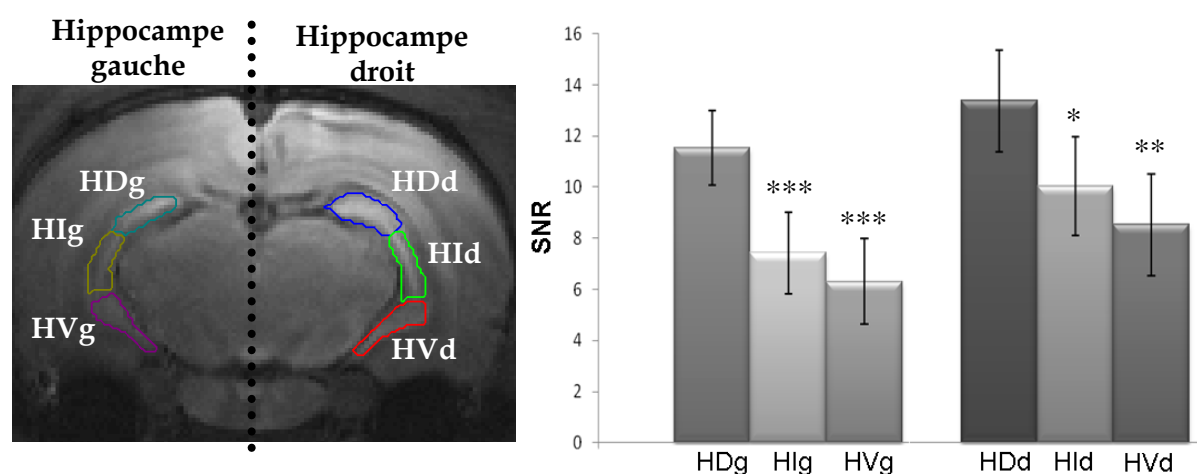 Hippocampe
gauche
Hippocampe
droit
HDg
HIg
HVg
HDd
HId
HVd
SNR
16
14
12
10
8
6
4
2
0
***
***
*
**
HDg HIg HVg HDd HId HVd